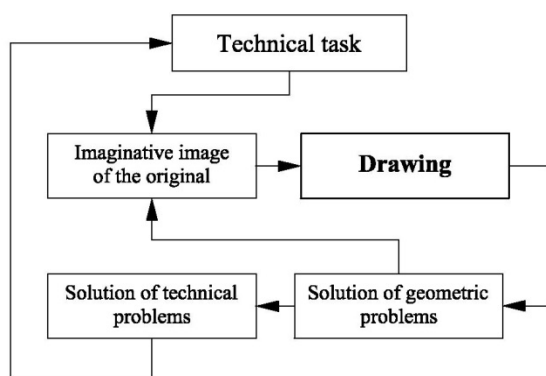 Technical task
Imaginative image
of the original
Drawing
Solution of technical
problems
Solution of geometric
problems